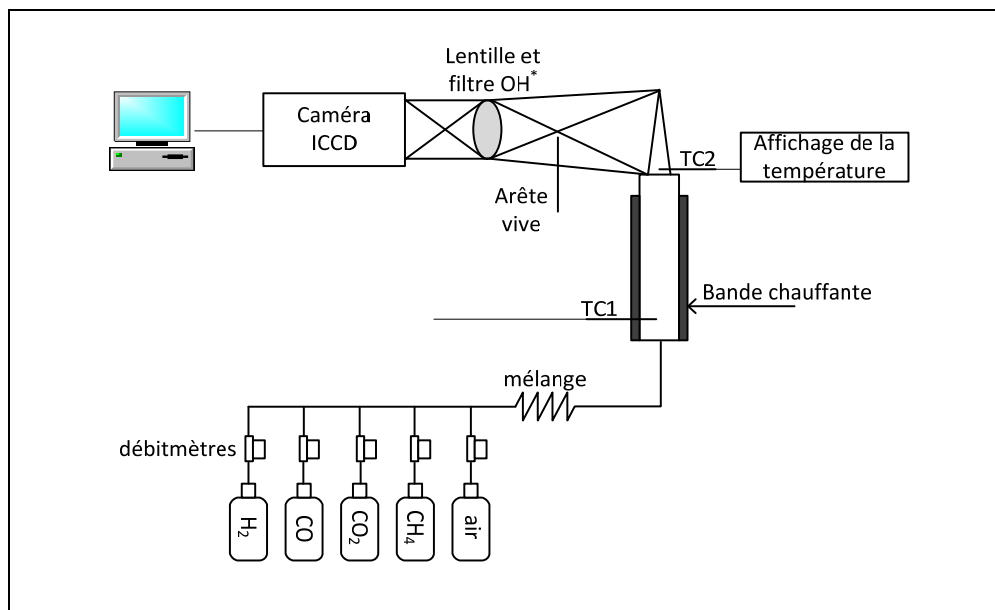 Lentille et
filtre OH*
Caméra
ICCD
TC2
Affichage de la
température
Arête
vive
Bande chauffante
TC1
mélange
débitmètres
H2
CO
CO2
CH4
air